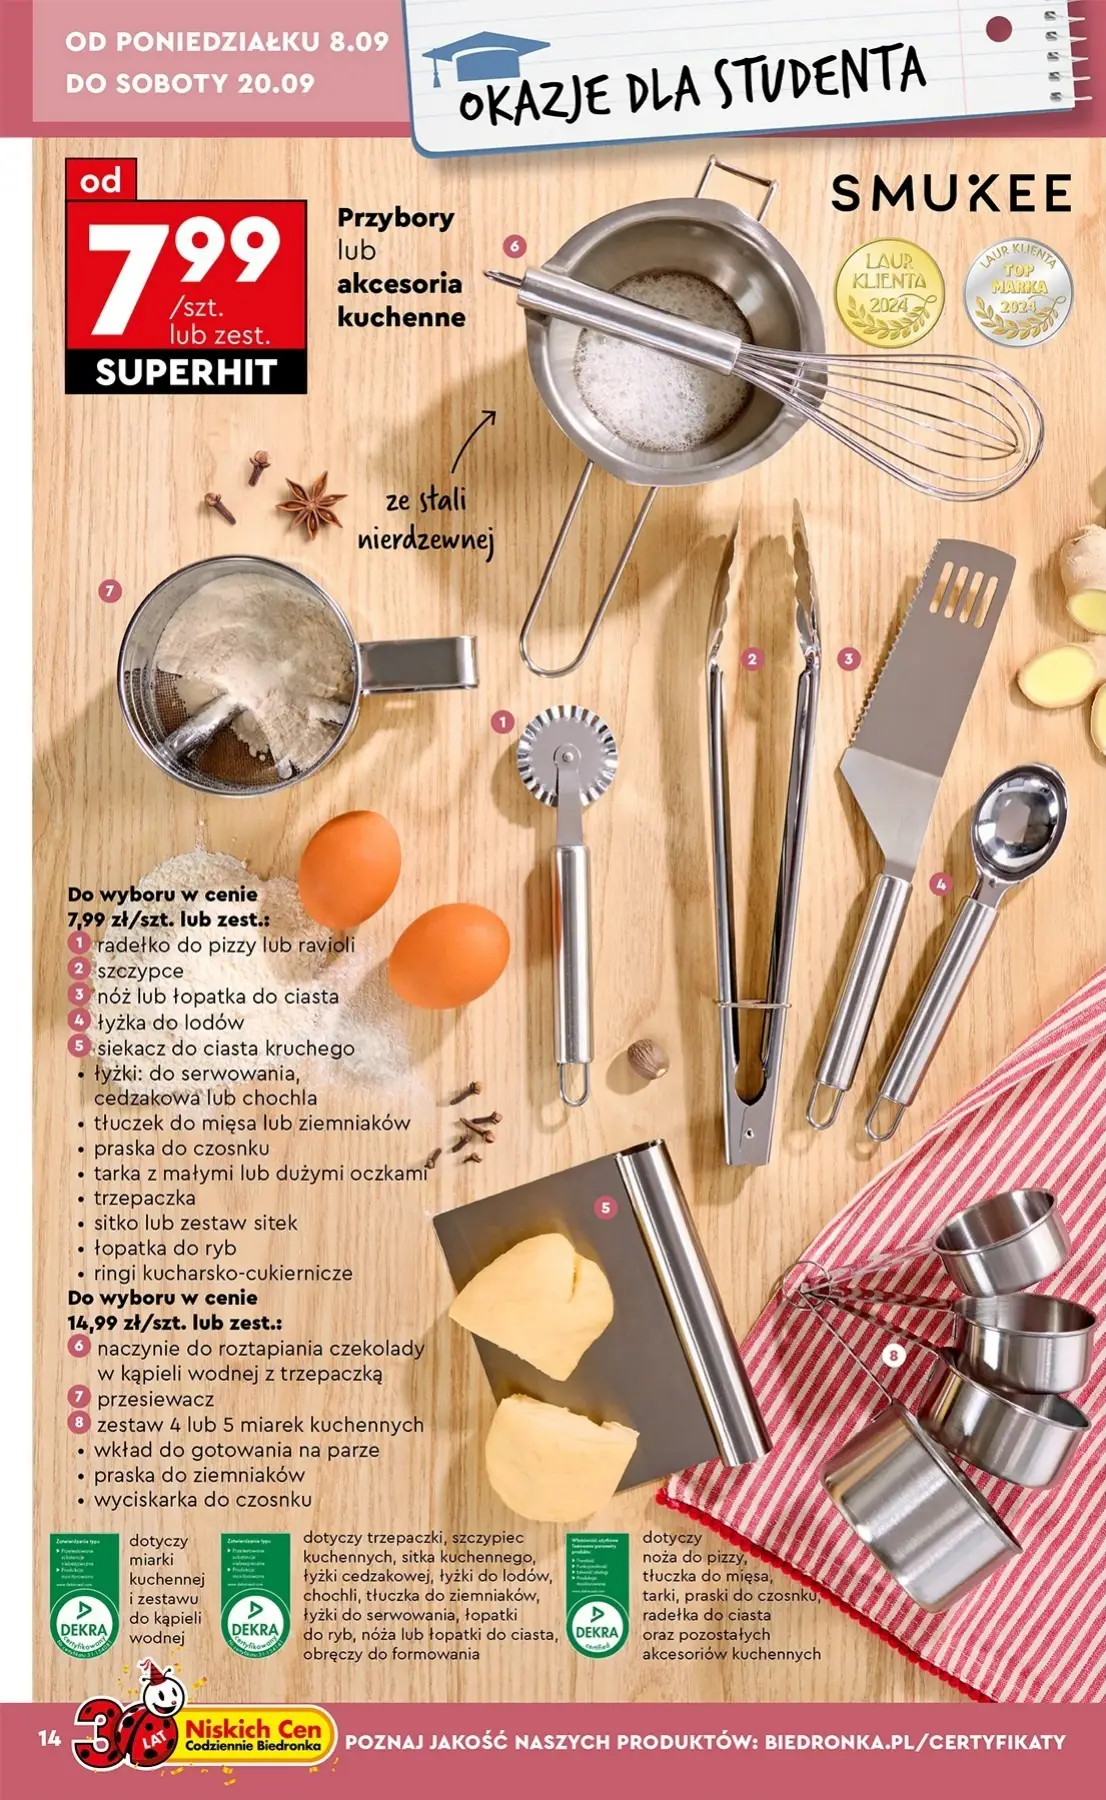 OD PONIEDZIAŁKU 8.09
DO SOBOTY 20.09
OKAZJE DLA STUDENTA
od
7 99
/szt.
lub zest.
SUPERHIT
Przybory
lub
akcesoria
kuchenne
SMUKEE
LAUR
KLIENTA
2024
LAUR KLIENTA
TOP
MARKA
2024
6
ze stali
nierdzewnej
7
2
3
1
4
5
8
Do wyboru w cenie
7,99 zł/szt. lub zest.:
1 radełko do pizzy lub ravioli
2 szczypce
3 nóż lub łopatka do ciasta
4 łyżka do lodów
5 siekacz do ciasta kruchego
• łyżki: do serwowania,
cedzakowa lub chochla
• tłuczek do mięsa lub ziemniaków
• praska do czosnku
• tarka z małymi lub dużymi oczkami
• trzepaczka
• sitko lub zestaw sitek
• łopatka do ryb
• ringi kucharsko-cukiernicze
Do wyboru w cenie
14,99 zł/szt. lub zest.:
6 naczynie do roztapiania czekolady
w kąpieli wodnej z trzepaczką
7 przesiewacz
8 zestaw 4 lub 5 miarek kuchennych
• wkład do gotowania na parze
• praska do ziemniaków
• wyciskarka do czosnku
DEKRA
dotyczy
miarki
kuchennej
i zestawu
do kąpieli
wodnej
DEKRA
dotyczy trzepaczki, szczypiec
kuchennych, sitka kuchennego,
łyżki cedzakowej, łyżki do lodów,
chochli, tłuczka do ziemniaków,
łyżki do serwowania, łopatki
do ryb, nóża lub łopatki do ciasta,
obręczy do formowania
DEKRA
certified
dotyczy
noża do pizzy,
tłuczka do mięsa,
tarki, praski do czosnku,
radełka do ciasta
oraz pozostałych
akcesoriów kuchennych
14
30
LAT
Niskich Cen
Codziennie Biedronka
POZNAJ JAKOŚĆ NASZYCH PRODUKTÓW: BIEDRONKA.PL/CERTYFIKATY